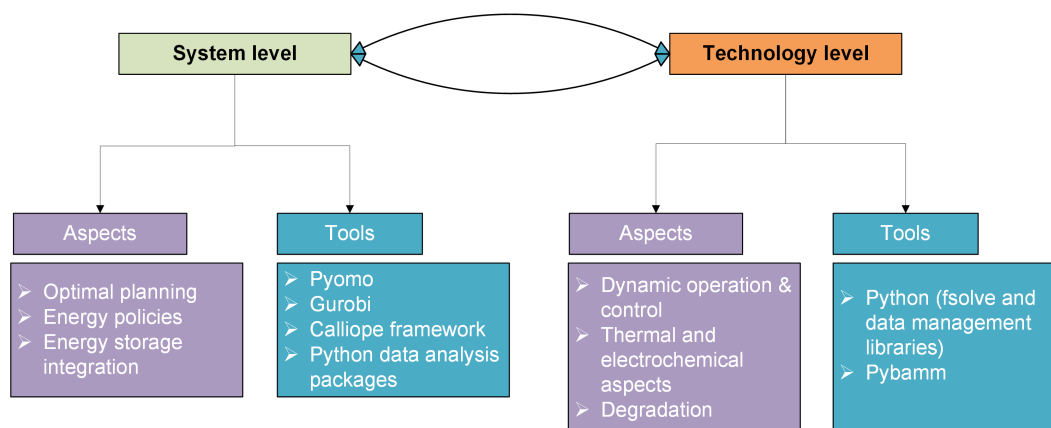 System level
Technology level
Aspects
Tools
Aspects
Tools
Optimal planning
Energy policies
Energy storage
integration
Pyomo
Gurobi
Calliope framework
Python data analysis
packages
Dynamic operation &
control
Thermal and
electrochemical
aspects
Degradation
Python (fsolve and
data management
libraries)
Pybamm